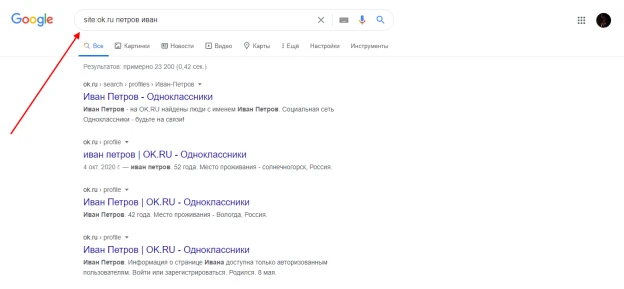 Google
site:ok.ru петров иван
Все Картинки Новости Видео Карты Ещё Настройки Инструменты
Результатов: примерно 23 200 (0,42 сек.)
ok.ru › search › profiles › Иван-Петров
Иван Петров - Одноклассники
Иван Петров - на OK.RU найдены люди с именем Иван Петров. Социальная сеть
Одноклассники - будьте на связи!
ok.ru › profile
иван петров | OK.RU - Одноклассники
4 окт. 2020 г. — иван петров. 52 года. Место проживания - солнечногорск, Россия.
ok.ru › profile
Иван Петров | OK.RU - Одноклассники
Иван Петров. 42 года. Место проживания - Вологда, Россия.
ok.ru › profile
Иван Петров | OK.RU - Одноклассники
Иван Петров. Информация о странице Ивана доступна только авторизованным
пользователям. Войти или зарегистрироваться. Родился. 8 мая.